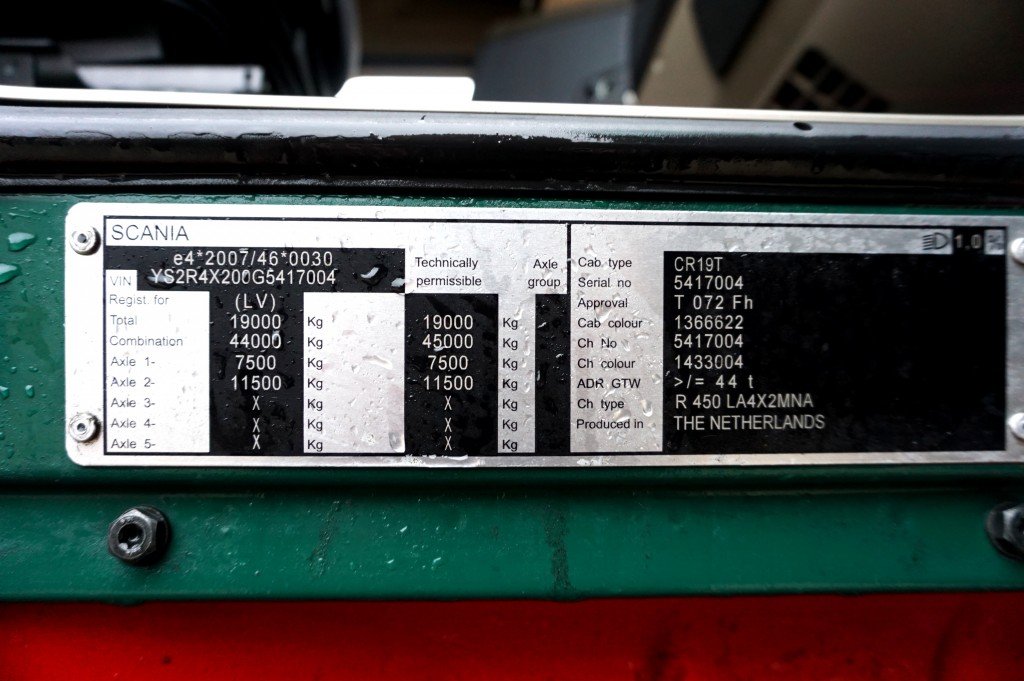 SCANIA
e4*2007/46*0030
VIN YS2R4X200G5417004
Technically permissible
Axle group
Regist. for (LV)
Total 19000 Kg 19000 Kg
Combination 44000 Kg 45000 Kg
Axle 1- 7500 Kg 7500 Kg
Axle 2- 11500 Kg 11500 Kg
Axle 3- X Kg X Kg
Axle 4- X Kg X Kg
Axle 5- X Kg X Kg
1.0 %
Cab. type CR19T
Serial no 5417004
Approval T 072 Fh
Cab colour 1366622
Ch No 5417004
Ch colour 1433004
ADR GTW >/= 44 t
Ch type R 450 LA4X2MNA
Produced in THE NETHERLANDS